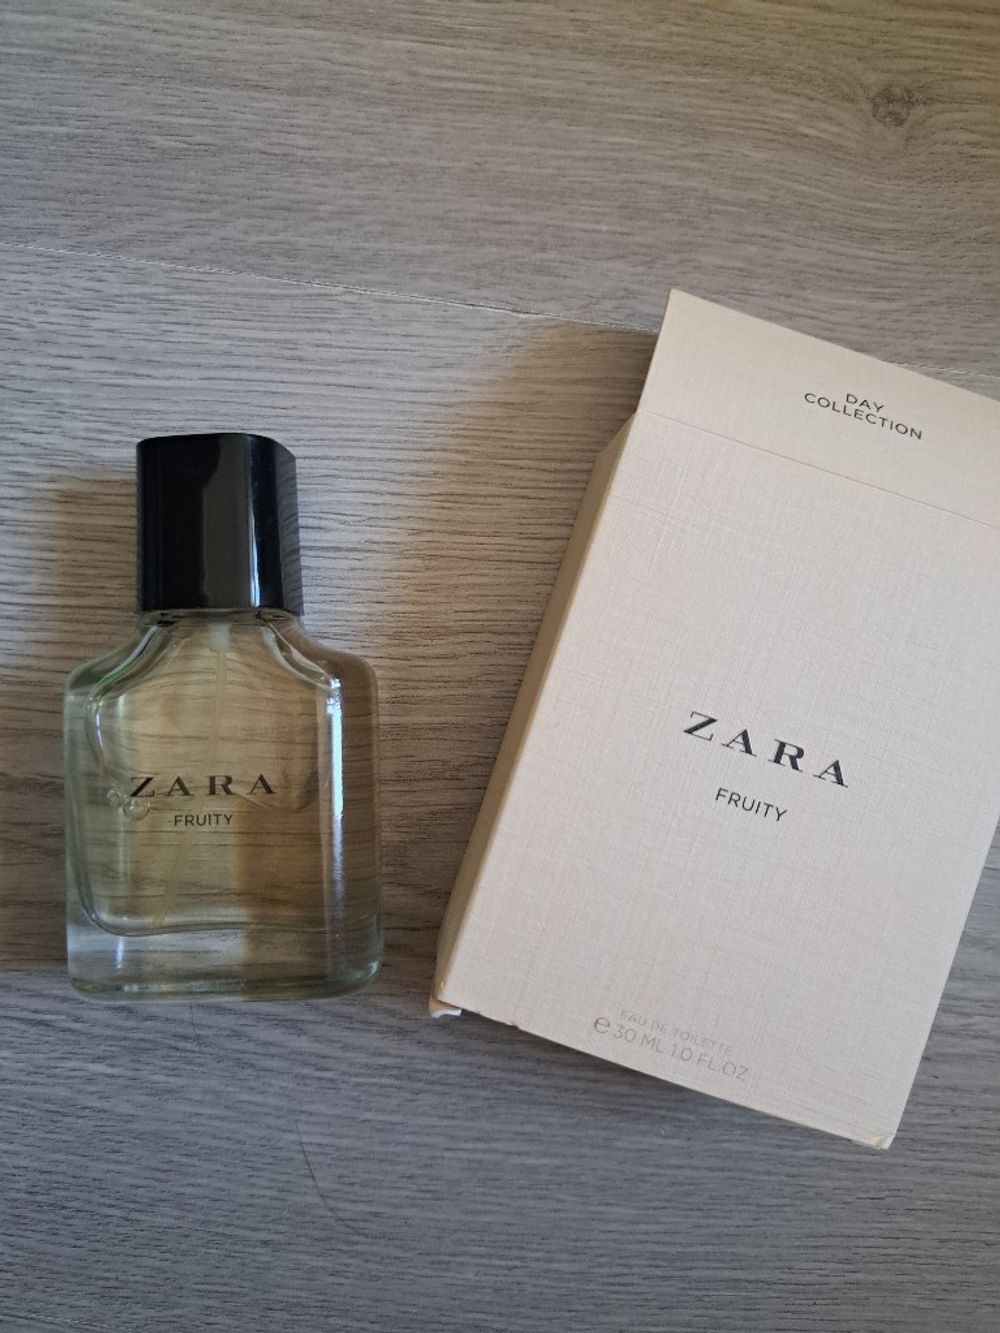 ZARA
FRUITY
DAY
COLLECTION
ZARA
FRUITY
EAU DE TOILETTE
e 30 ML 1.0 FL.OZ